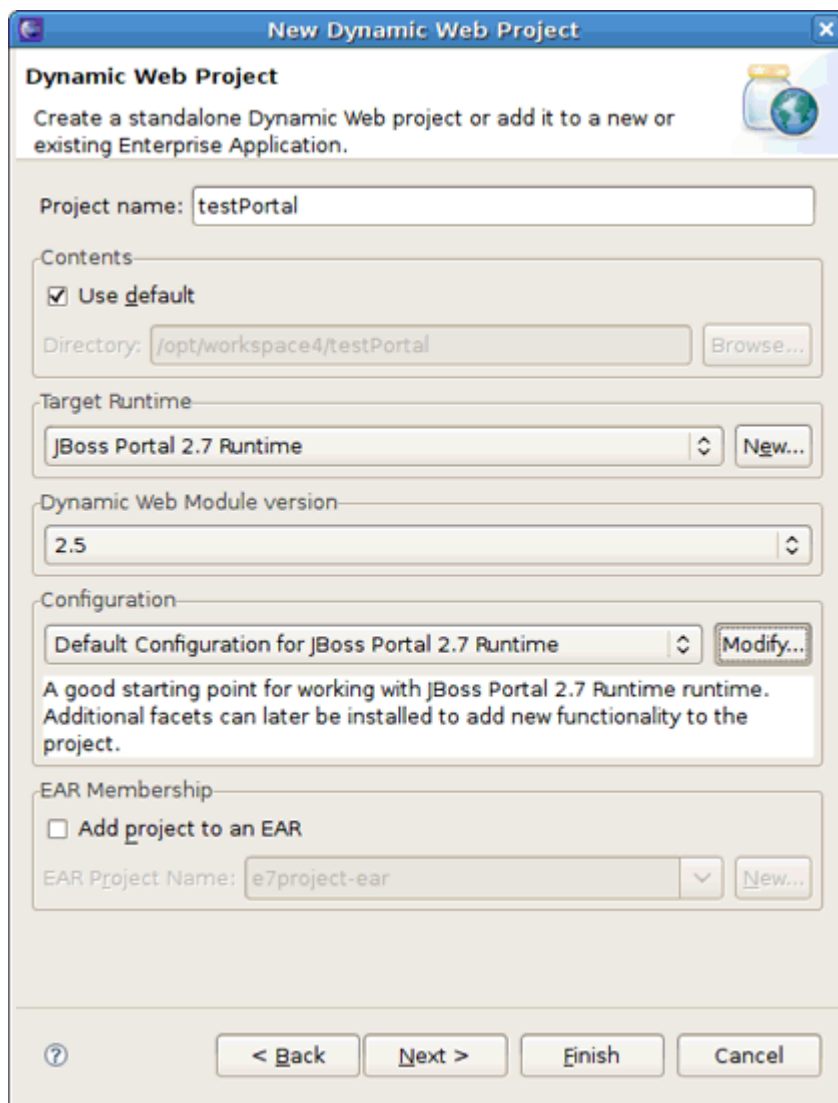 New Dynamic Web Project
Dynamic Web Project
Create a standalone Dynamic Web project or add it to a new or
existing Enterprise Application.
Project name: testPortal
Contents
Use default
Directory: /opt/workspace4/testPortal Browse...
Target Runtime
JBoss Portal 2.7 Runtime New...
Dynamic Web Module version
2.5
Configuration
Default Configuration for JBoss Portal 2.7 Runtime Modify...
A good starting point for working with JBoss Portal 2.7 Runtime runtime.
Additional facets can later be installed to add new functionality to the
project.
EAR Membership
Add project to an EAR
EAR Project Name: e7project-ear New...
? < Back Next > Finish Cancel